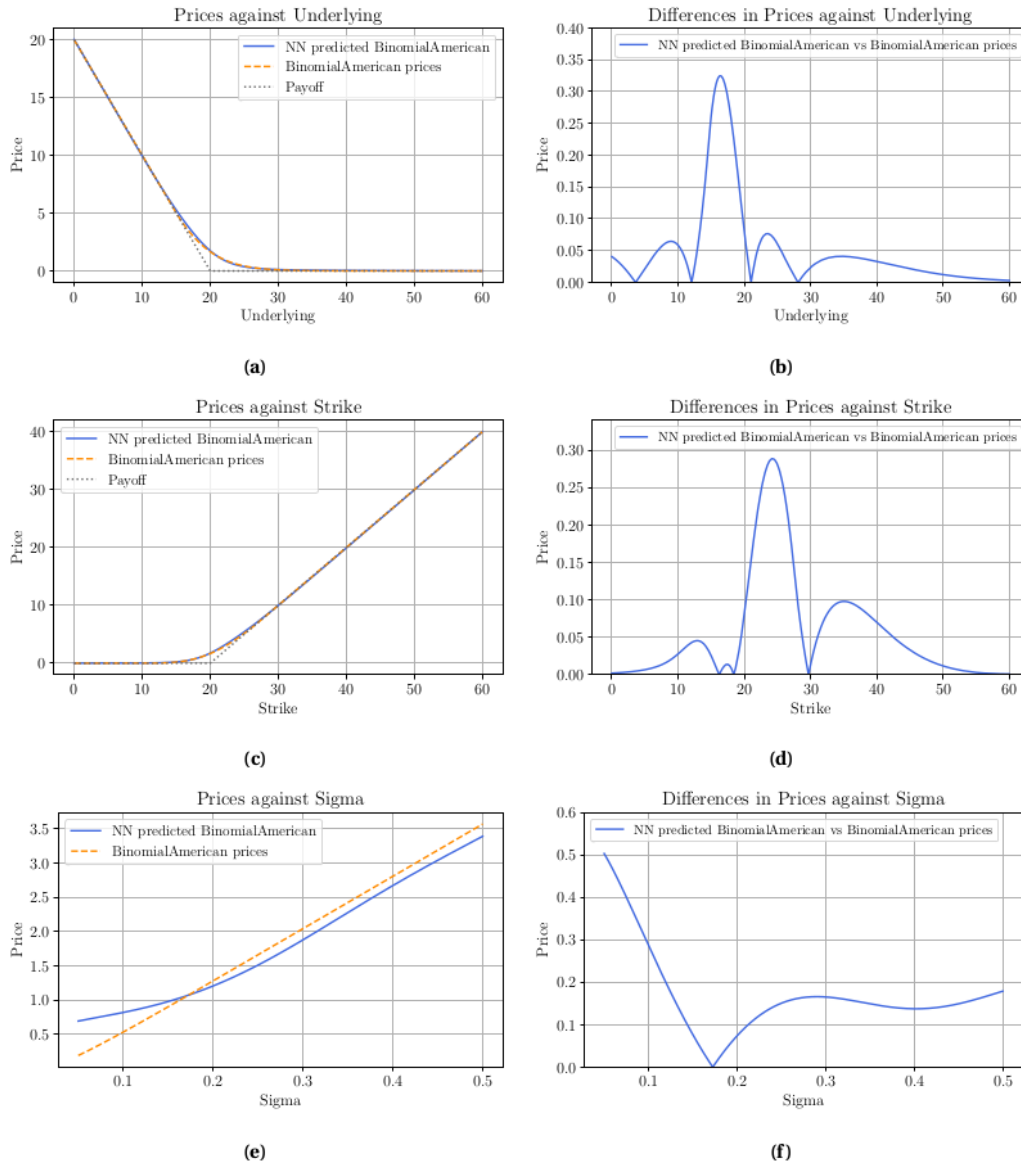 Prices against Underlying
20
15
10
5
0
Price
NN predicted BinomialAmerican
BinomialAmerican prices
Payoff
0 10 20 30 40 50 60
Underlying
(a)
Differences in Prices against Underlying
0.40
0.35
0.30
0.25
0.20
0.15
0.10
0.05
0.00
Price
NN predicted BinomialAmerican vs BinomialAmerican prices
0 10 20 30 40 50 60
Underlying
(b)
Prices against Strike
40
30
20
10
0
Price
NN predicted BinomialAmerican
BinomialAmerican prices
Payoff
0 10 20 30 40 50 60
Strike
(c)
Differences in Prices against Strike
0.30
0.25
0.20
0.15
0.10
0.05
0.00
Price
NN predicted BinomialAmerican vs BinomialAmerican prices
0 10 20 30 40 50 60
Strike
(d)
Prices against Sigma
3.5
3.0
2.5
2.0
1.5
1.0
0.5
Price
NN predicted BinomialAmerican
BinomialAmerican prices
0.1 0.2 0.3 0.4 0.5
Sigma
(e)
Differences in Prices against Sigma
0.6
0.5
0.4
0.3
0.2
0.1
0.0
Price
NN predicted BinomialAmerican vs BinomialAmerican prices
0.1 0.2 0.3 0.4 0.5
Sigma
(f)